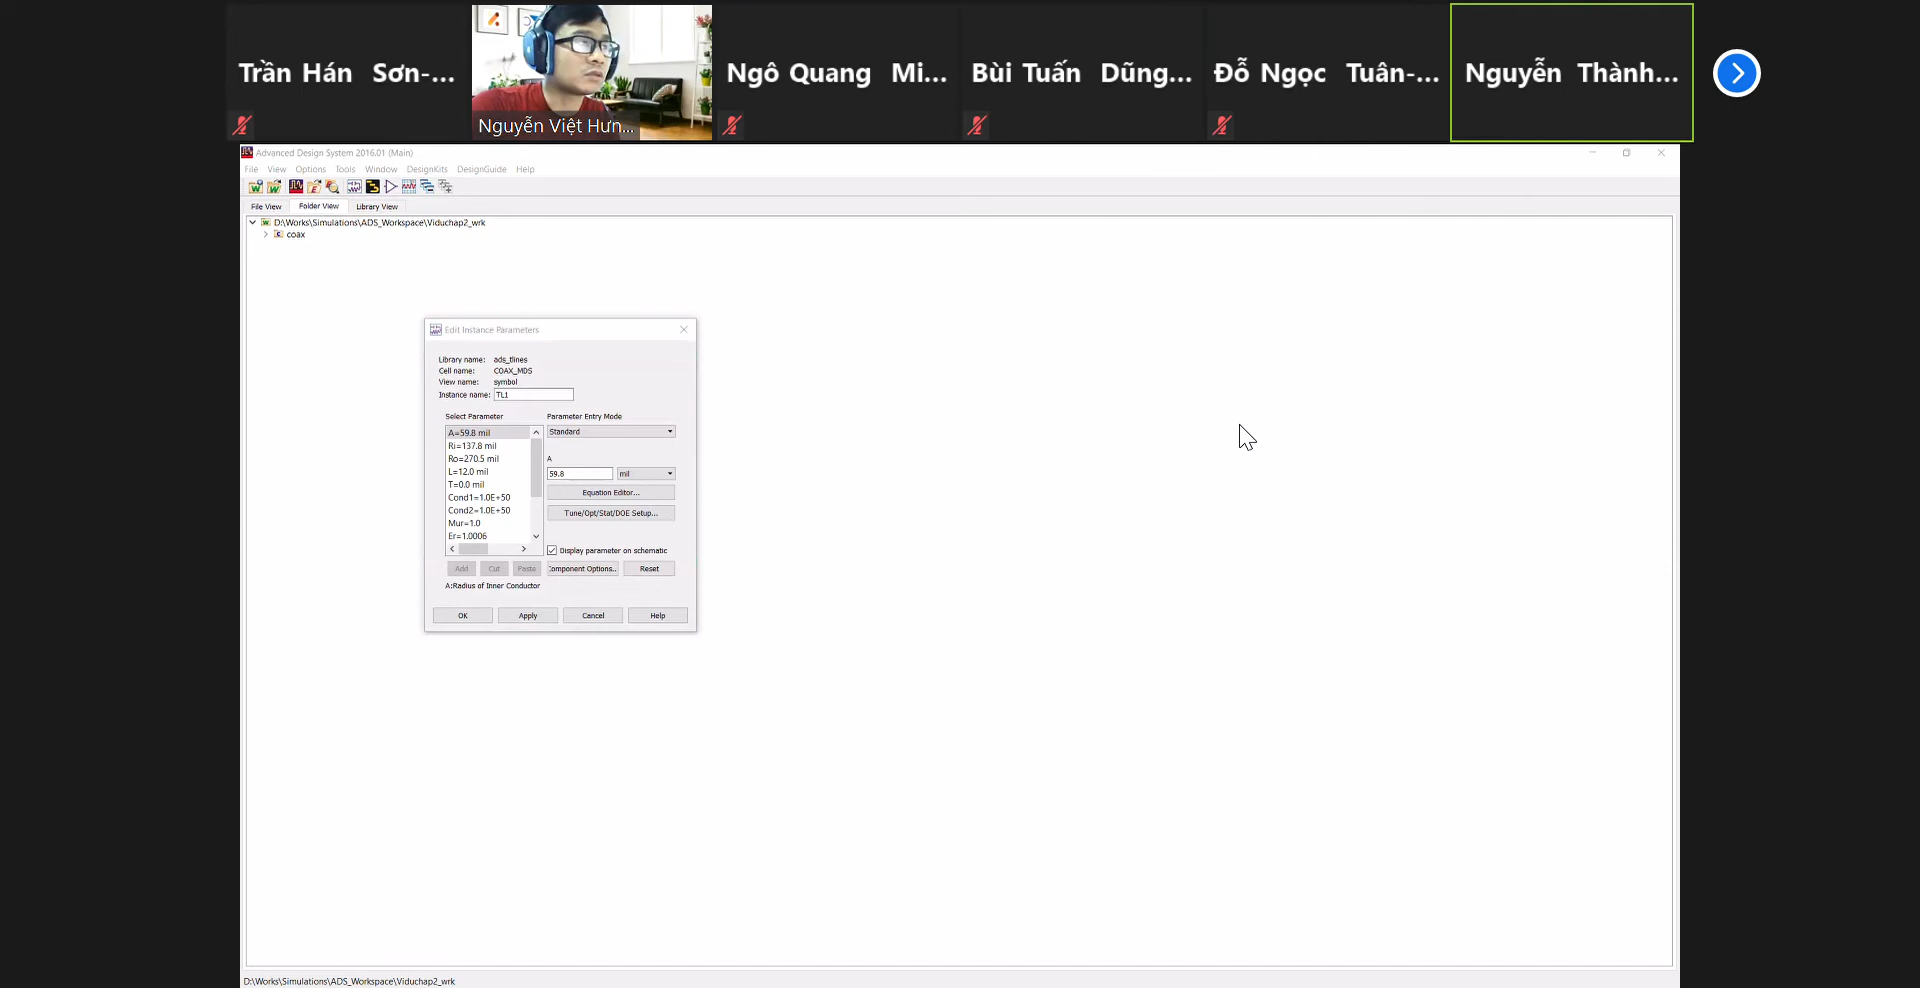 Trần Hán Sơn-...
Nguyễn Việt Hưn...
Ngô Quang Mi...
Bùi Tuấn Dũng...
Đỗ Ngọc Tuân-...
Nguyễn Thành...
Advanced Design System 2016.01 (Main)
File View Options Tools Window DesignKits DesignGuide Help
File View Folder View Library View
D:\Works\Simulations\ADS_Workspace\Viduchap2_wrk
coax
Edit Instance Parameters
Library name: ads_tlines
Cell name: COAX_MDS
View name: symbol
Instance name: TL1
Select Parameter
A=59.8 mil
Ri=137.8 mil
Ro=270.5 mil
L=12.0 mil
T=0.0 mil
Cond1=1.0E+50
Cond2=1.0E+50
Mur=1.0
Er=1.0006
Parameter Entry Mode
Standard
A
59.8 mil
Equation Editor...
Tune/Opt/Stat/DOE Setup...
Display parameter on schematic
Add Cut Paste Component Options.. Reset
A:Radius of Inner Conductor
OK Apply Cancel Help
D:\Works\Simulations\ADS_Workspace\Viduchap2_wrk